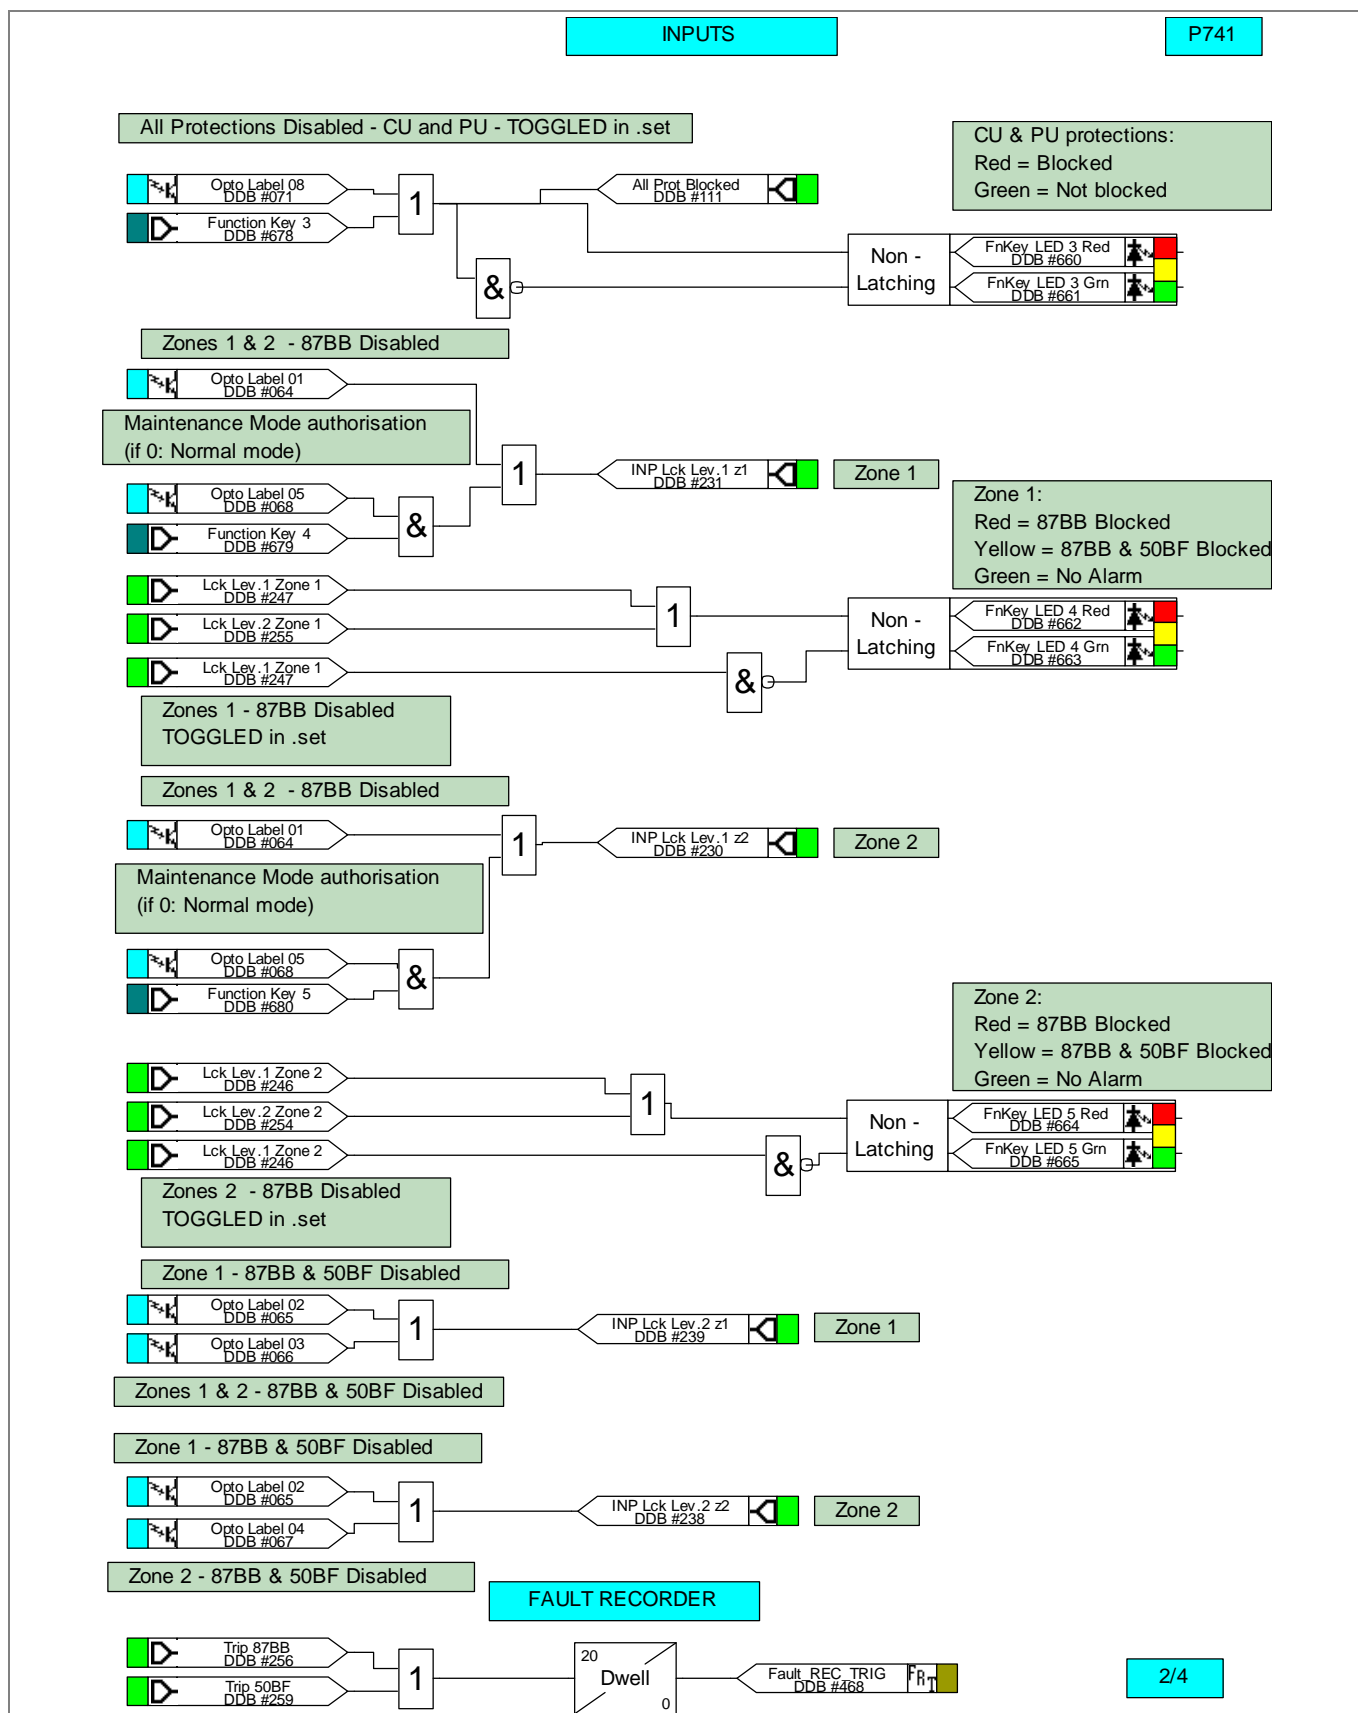 INPUTS
P741
All Protections Disabled - CU and PU - TOGGLED in .set
CU & PU protections:
Red = Blocked
Green = Not blocked
Opto Label 08
DDB #071
Function Key 3
DDB #678
1
All Prot Blocked
DDB #111
&
Non -
Latching
FnKey LED 3 Red
DDB #660
FnKey LED 3 Grn
DDB #661
Zones 1 & 2 - 87BB Disabled
Opto Label 01
DDB #064
Maintenance Mode authorisation
(if 0: Normal mode)
1
INP Lck Lev.1 z1
DDB #231
Zone 1
Opto Label 05
DDB #068
Function Key 4
DDB #679
&
Zone 1:
Red = 87BB Blocked
Yellow = 87BB & 50BF Blocked
Green = No Alarm
Lck Lev.1 Zone 1
DDB #247
Lck Lev.2 Zone 1
DDB #255
Lck Lev.1 Zone 1
DDB #247
1
&
Non -
Latching
FnKey LED 4 Red
DDB #662
FnKey LED 4 Grn
DDB #663
Zones 1 - 87BB Disabled
TOGGLED in .set
Zones 1 & 2 - 87BB Disabled
Opto Label 01
DDB #064
1
INP Lck Lev.1 z2
DDB #230
Zone 2
Maintenance Mode authorisation
(if 0: Normal mode)
Opto Label 05
DDB #068
Function Key 5
DDB #680
&
Zone 2:
Red = 87BB Blocked
Yellow = 87BB & 50BF Blocked
Green = No Alarm
Lck Lev.1 Zone 2
DDB #246
Lck Lev.2 Zone 2
DDB #254
Lck Lev.1 Zone 2
DDB #246
1
&
Non -
Latching
FnKey LED 5 Red
DDB #664
FnKey LED 5 Grn
DDB #665
Zones 2 - 87BB Disabled
TOGGLED in .set
Zone 1 - 87BB & 50BF Disabled
Opto Label 02
DDB #065
Opto Label 03
DDB #066
1
INP Lck Lev.2 z1
DDB #239
Zone 1
Zones 1 & 2 - 87BB & 50BF Disabled
Zone 1 - 87BB & 50BF Disabled
Opto Label 02
DDB #065
Opto Label 04
DDB #067
1
INP Lck Lev.2 z2
DDB #238
Zone 2
Zone 2 - 87BB & 50BF Disabled
FAULT RECORDER
Trip 87BB
DDB #256
Trip 50BF
DDB #259
1
20
Dwell
0
Fault_REC_TRIG
DDB #468
FRT
2/4